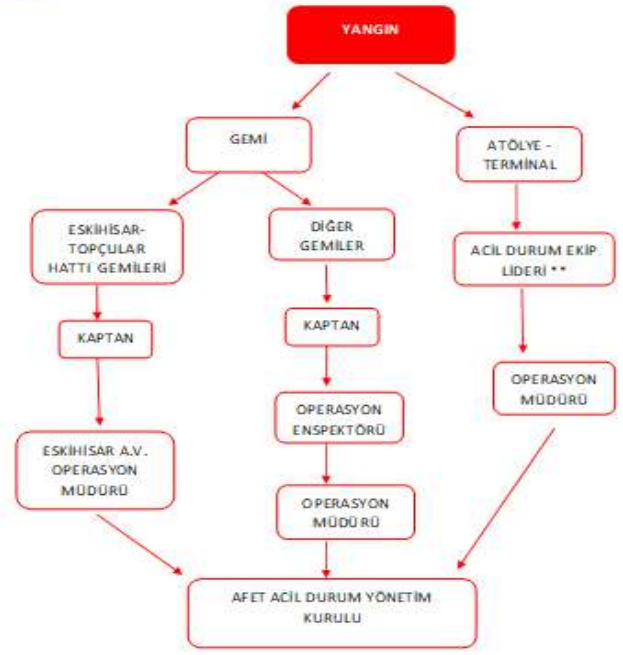 YANGIN
GEMİ
ATÖLYE -
TERMİNAL
ESKİHİSAR-
TOPÇULAR
HATTI GEMİLERİ
DİĞER
GEMİLER
ACİL DURUM EKİP
LİDERİ **
KAPTAN
KAPTAN
OPERASYON
MÜDÜRÜ
OPERASYON
ENSPEKTÖRÜ
ESKİHİSAR A.V.
OPERASYON
MÜDÜRÜ
OPERASYON
MÜDÜRÜ
AFET ACİL DURUM YÖNETİM
KURULU